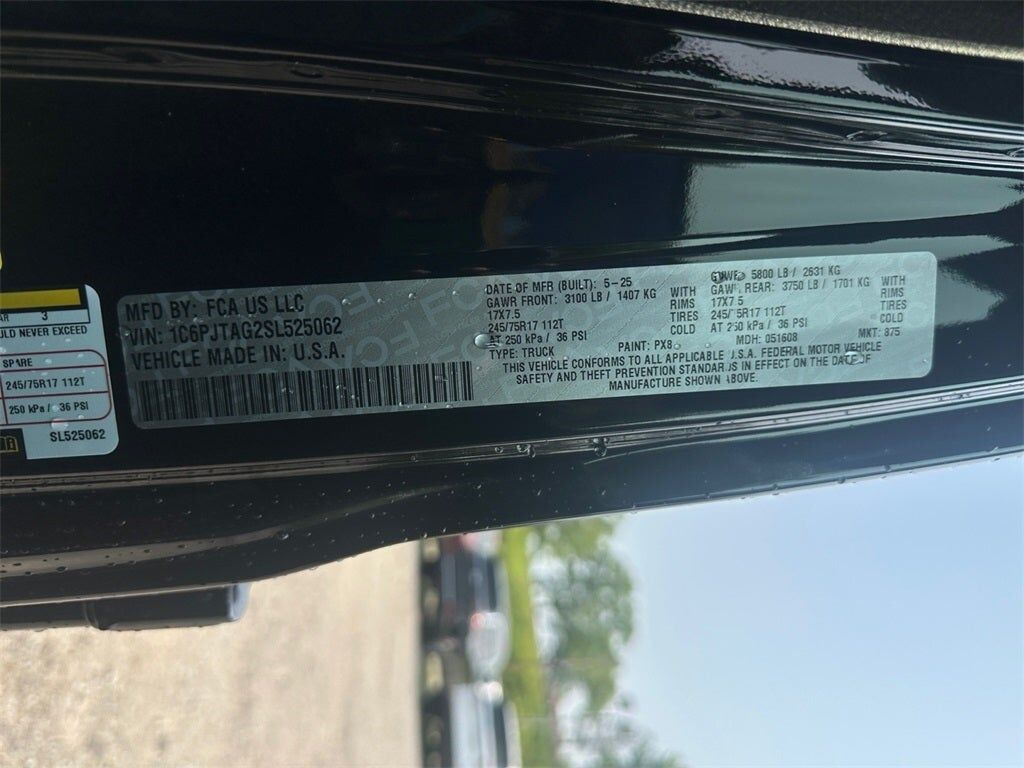 AR 3
ULD NEVER EXCEED
SPARE
245/75R17 112T
250 kPa / 36 PSI
SL525062
MFD BY: FCA US LLC
VIN: 1C6PJTAG2SL525062
VEHICLE MADE IN: U.S.A.
DATE OF MFR (BUILT): 5-25
GAWR FRONT: 3100 LB / 1407 KG WITH
17X7.5 RIMS
245/75R17 112T TIRES
AT 250 kPa / 36 PSI COLD
TYPE: TRUCK PAINT: PX8
GVWR: 5800 LB / 2631 KG
GAWR REAR: 3750 LB / 1701 KG WITH
17X7.5 RIMS
245/75R17 112T TIRES
AT 250 kPa / 36 PSI COLD
MDH: 051608 MKT: 875
THIS VEHICLE CONFORMS TO ALL APPLICABLE U.S.A. FEDERAL MOTOR VEHICLE
SAFETY AND THEFT PREVENTION STANDARDS IN EFFECT ON THE DATE OF
MANUFACTURE SHOWN ABOVE.